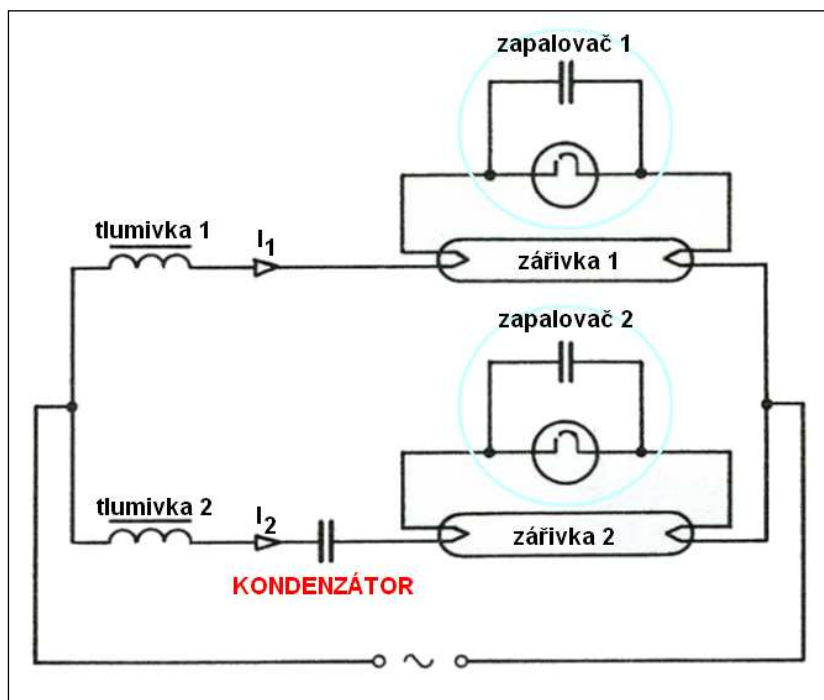 zapalovač 1
tlumivka 1
I1
zářivka 1
zapalovač 2
tlumivka 2
I2
zářivka 2
KONDENZÁTOR